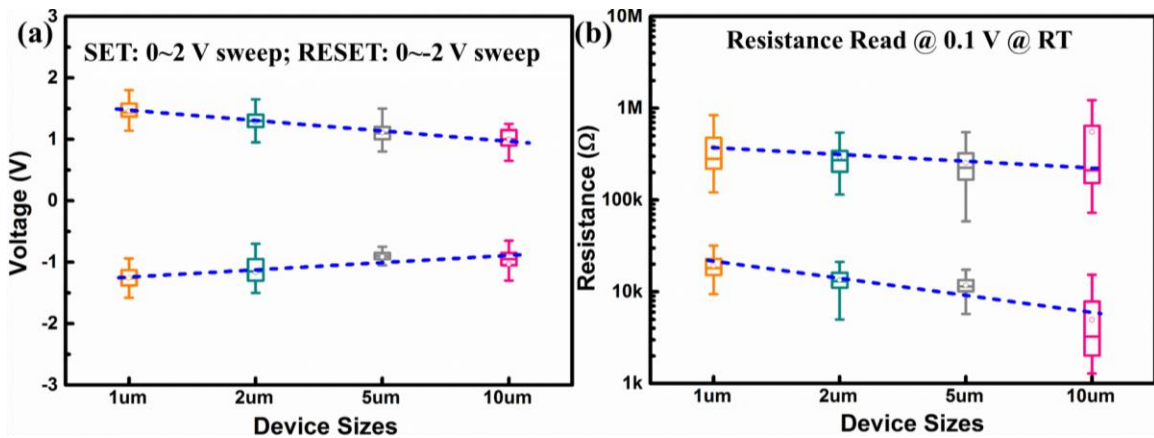 (a)
SET: 0~2 V sweep; RESET: 0~-2 V sweep
3
2
1
0
-1
-2
-3
Voltage (V)
1um 2um 5um 10um
Device Sizes
(b)
Resistance Read @ 0.1 V @ RT
10M
1M
100k
10k
1k
Resistance (Ω)
1um 2um 5um 10um
Device Sizes